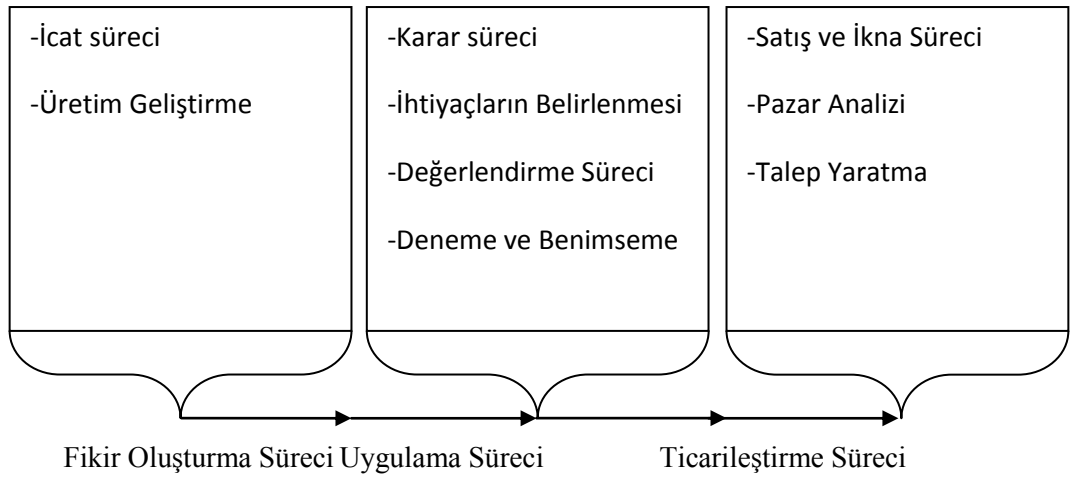 -İcat süreci
-Üretim Geliştirme
-Karar süreci
-İhtiyaçların Belirlenmesi
-Değerlendirme Süreci
-Deneme ve Benimseme
-Satış ve İkna Süreci
-Pazar Analizi
-Talep Yaratma
Fikir Oluşturma Süreci Uygulama Süreci Ticarileştirme Süreci